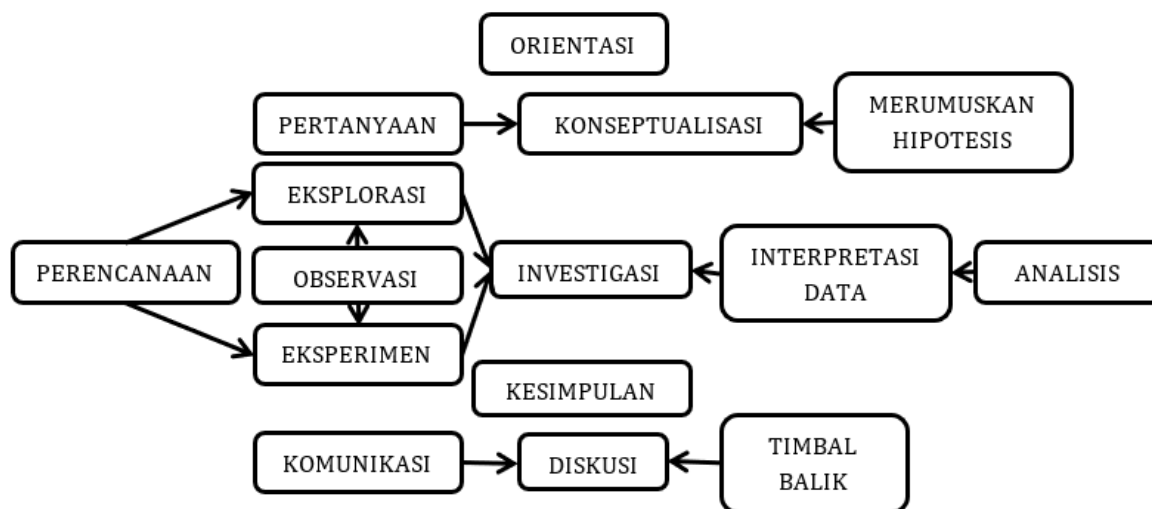 ORIENTASI
PERTANYAAN
KONSEPTUALISASI
MERUMUSKAN
HIPOTESIS
EKSPLORASI
PERENCANAAN
OBSERVASI
INVESTIGASI
INTERPRETASI
DATA
ANALISIS
EKSPERIMEN
KESIMPULAN
KOMUNIKASI
DISKUSI
TIMBAL
BALIK